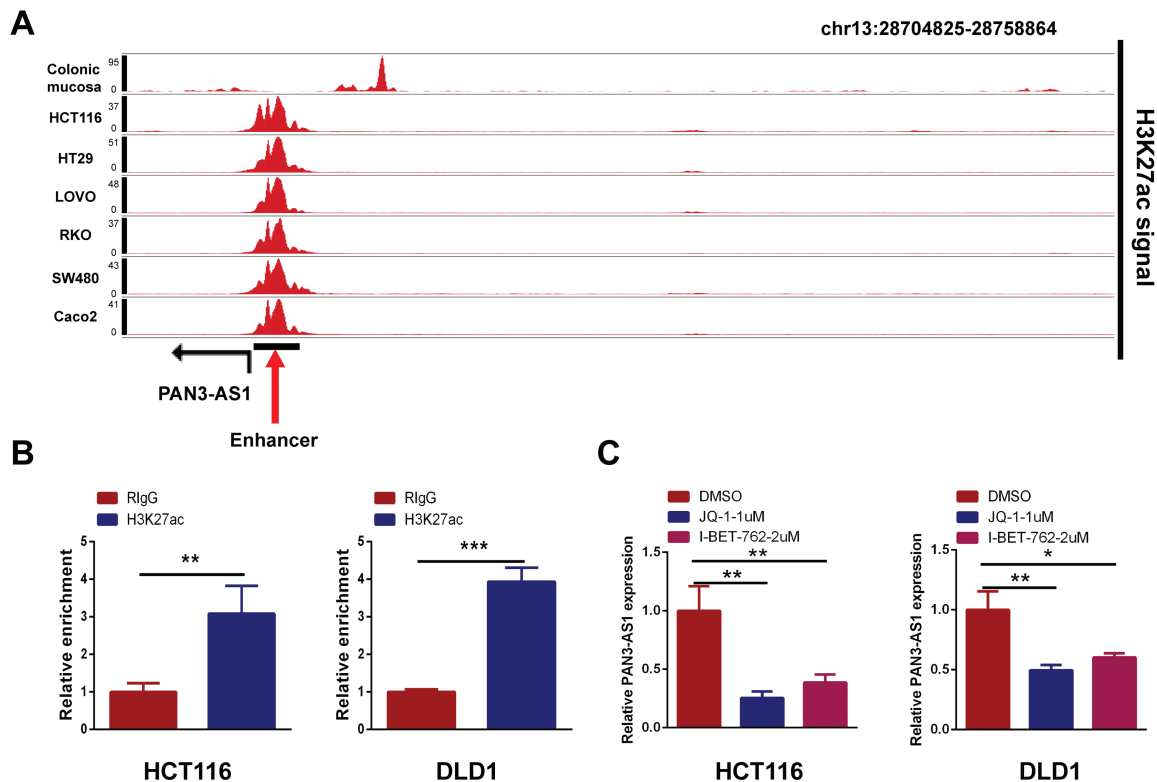 A
chr13:28704825-28758864
Colonic
mucosa
95
0
HCT116
37
0
HT29
51
0
LOVO
48
0
RKO
37
0
SW480
43
0
Caco2
41
0
H3K27ac signal
PAN3-AS1
Enhancer
B
RIgG
H3K27ac
**
Relative enrichment
5
4
3
2
1
0
HCT116
RIgG
H3K27ac
***
Relative enrichment
5
4
3
2
1
0
DLD1
C
DMSO
JQ-1-1uM
I-BET-762-2uM
**
**
Relative PAN3-AS1 expression
1.5
1.0
0.5
0.0
HCT116
DMSO
JQ-1-1uM
I-BET-762-2uM
*
**
Relative PAN3-AS1 expression
1.5
1.0
0.5
0.0
DLD1